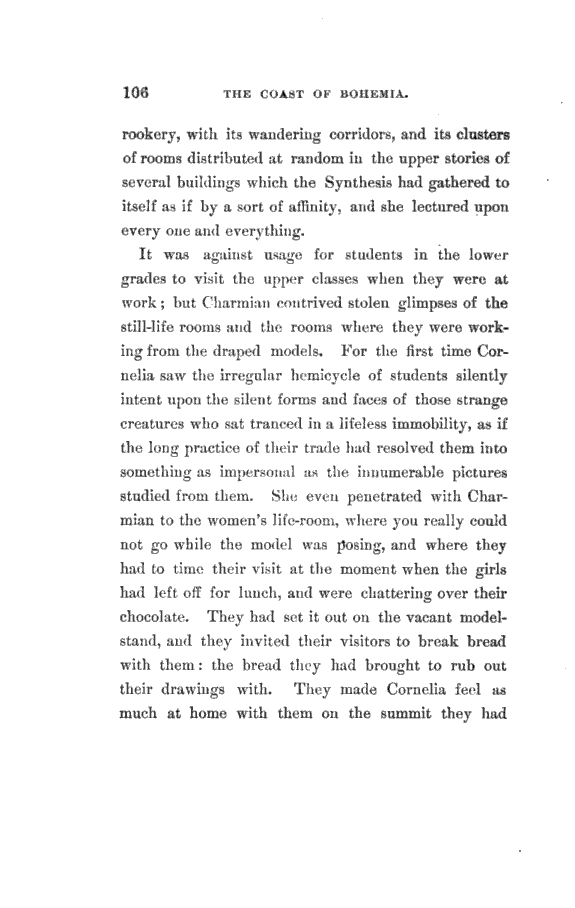 106 THE COAST OF BOHEMIA.
rookery, with its wandering corridors, and its clusters
of rooms distributed at random in the upper stories of
several buildings which the Synthesis had gathered to
itself as if by a sort of affinity, and she lectured upon
every one and everything.
It was against usage for students in the lower
grades to visit the upper classes when they were at
work; but Charmian contrived stolen glimpses of the
still-life rooms and the rooms where they were work-
ing from the draped models. For the first time Cor-
nelia saw the irregular hemicycle of students silently
intent upon the silent forms and faces of those strange
creatures who sat tranced in a lifeless immobility, as if
the long practice of their trade had resolved them into
something as impersonal as the innumerable pictures
studied from them. She even penetrated with Char-
mian to the women's life-room, where you really could
not go while the model was posing, and where they
had to time their visit at the moment when the girls
had left off for lunch, and were chattering over their
chocolate. They had set it out on the vacant model-
stand, and they invited their visitors to break bread
with them: the bread they had brought to rub out
their drawings with. They made Cornelia feel as
much at home with them on the summit they had